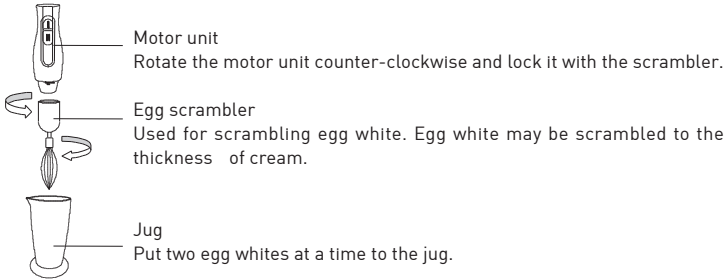 Motor unit
Rotate the motor unit counter-clockwise and lock it with the scrambler.
Egg scrambler
Used for scrambling egg white. Egg white may be scrambled to the
thickness of cream.
Jug
Put two egg whites at a time to the jug.